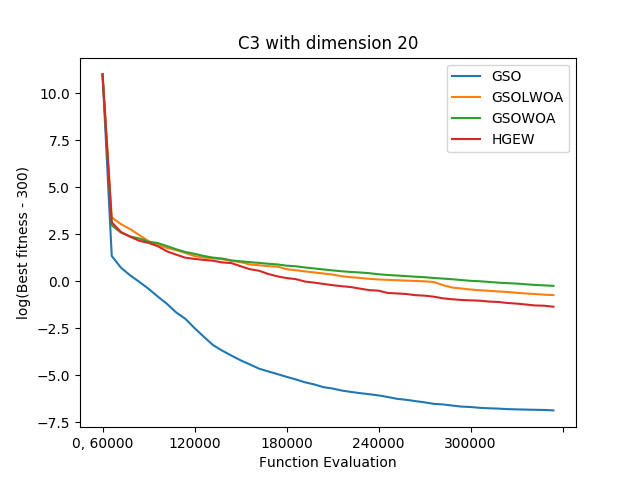 C3 with dimension 20
GSO
GSOLWOA
GSOWOA
HGEW
log(Best fitness - 300)
10.0
7.5
5.0
2.5
0.0
−2.5
−5.0
−7.5
0, 60000
120000
180000
240000
300000
Function Evaluation